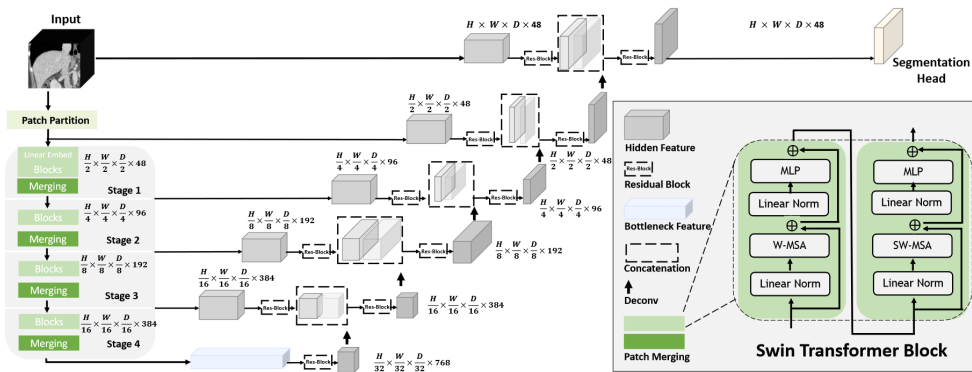 Input
H × W × D × 48
H × W × D × 48
Res-Block
Res-Block
Segmentation
Head
Patch Partition
H/2 × W/2 × D/2 × 48
Res-Block
Res-Block
H/2 × W/2 × D/2 × 48
Linear Embed
Blocks
H/2 × W/2 × D/2 × 48
Merging
Stage 1
H/4 × W/4 × D/4 × 96
Res-Block
Res-Block
H/4 × W/4 × D/4 × 96
Blocks
H/4 × W/4 × D/4 × 96
Merging
Stage 2
H/8 × W/8 × D/8 × 192
Res-Block
Res-Block
H/8 × W/8 × D/8 × 192
Blocks
H/8 × W/8 × D/8 × 192
Merging
Stage 3
H/16 × W/16 × D/16 × 384
Res-Block
Res-Block
H/16 × W/16 × D/16 × 384
Blocks
H/16 × W/16 × D/16 × 384
Merging
Stage 4
Res-Block
H/32 × W/32 × D/32 × 768
Hidden Feature
Res-Block
Residual Block
Bottleneck Feature
Concatenation
Deconv
Patch Merging
MLP
Linear Norm
W-MSA
Linear Norm
MLP
Linear Norm
SW-MSA
Linear Norm
Swin Transformer Block